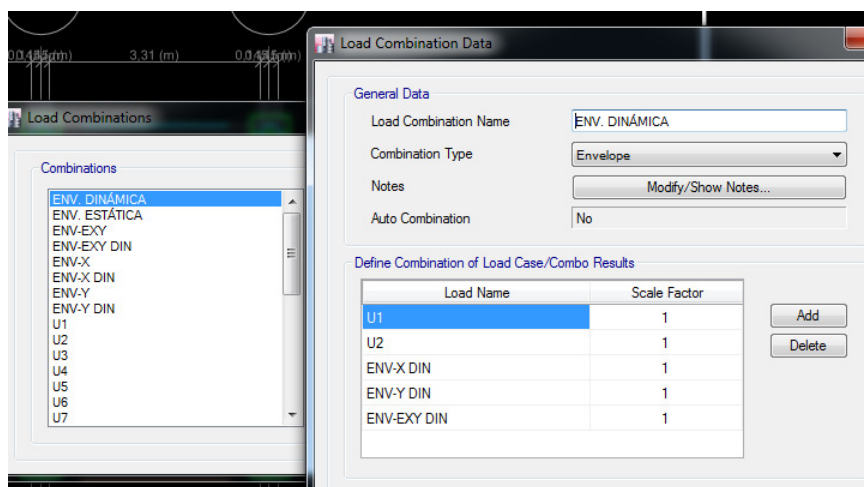 3,31 (m)
Load Combinations
Combinations
ENV. DINÁMICA
ENV. ESTÁTICA
ENV-EXY
ENV-EXY DIN
ENV-X
ENV-X DIN
ENV-Y
ENV-Y DIN
U1
U2
U3
U4
U5
U6
U7
Load Combination Data
General Data
Load Combination Name ENV. DINÁMICA
Combination Type Envelope
Notes Modify/Show Notes...
Auto Combination No
Define Combination of Load Case/Combo Results
Load Name Scale Factor
U1 1
U2 1
ENV-X DIN 1
ENV-Y DIN 1
ENV-EXY DIN 1
Add
Delete